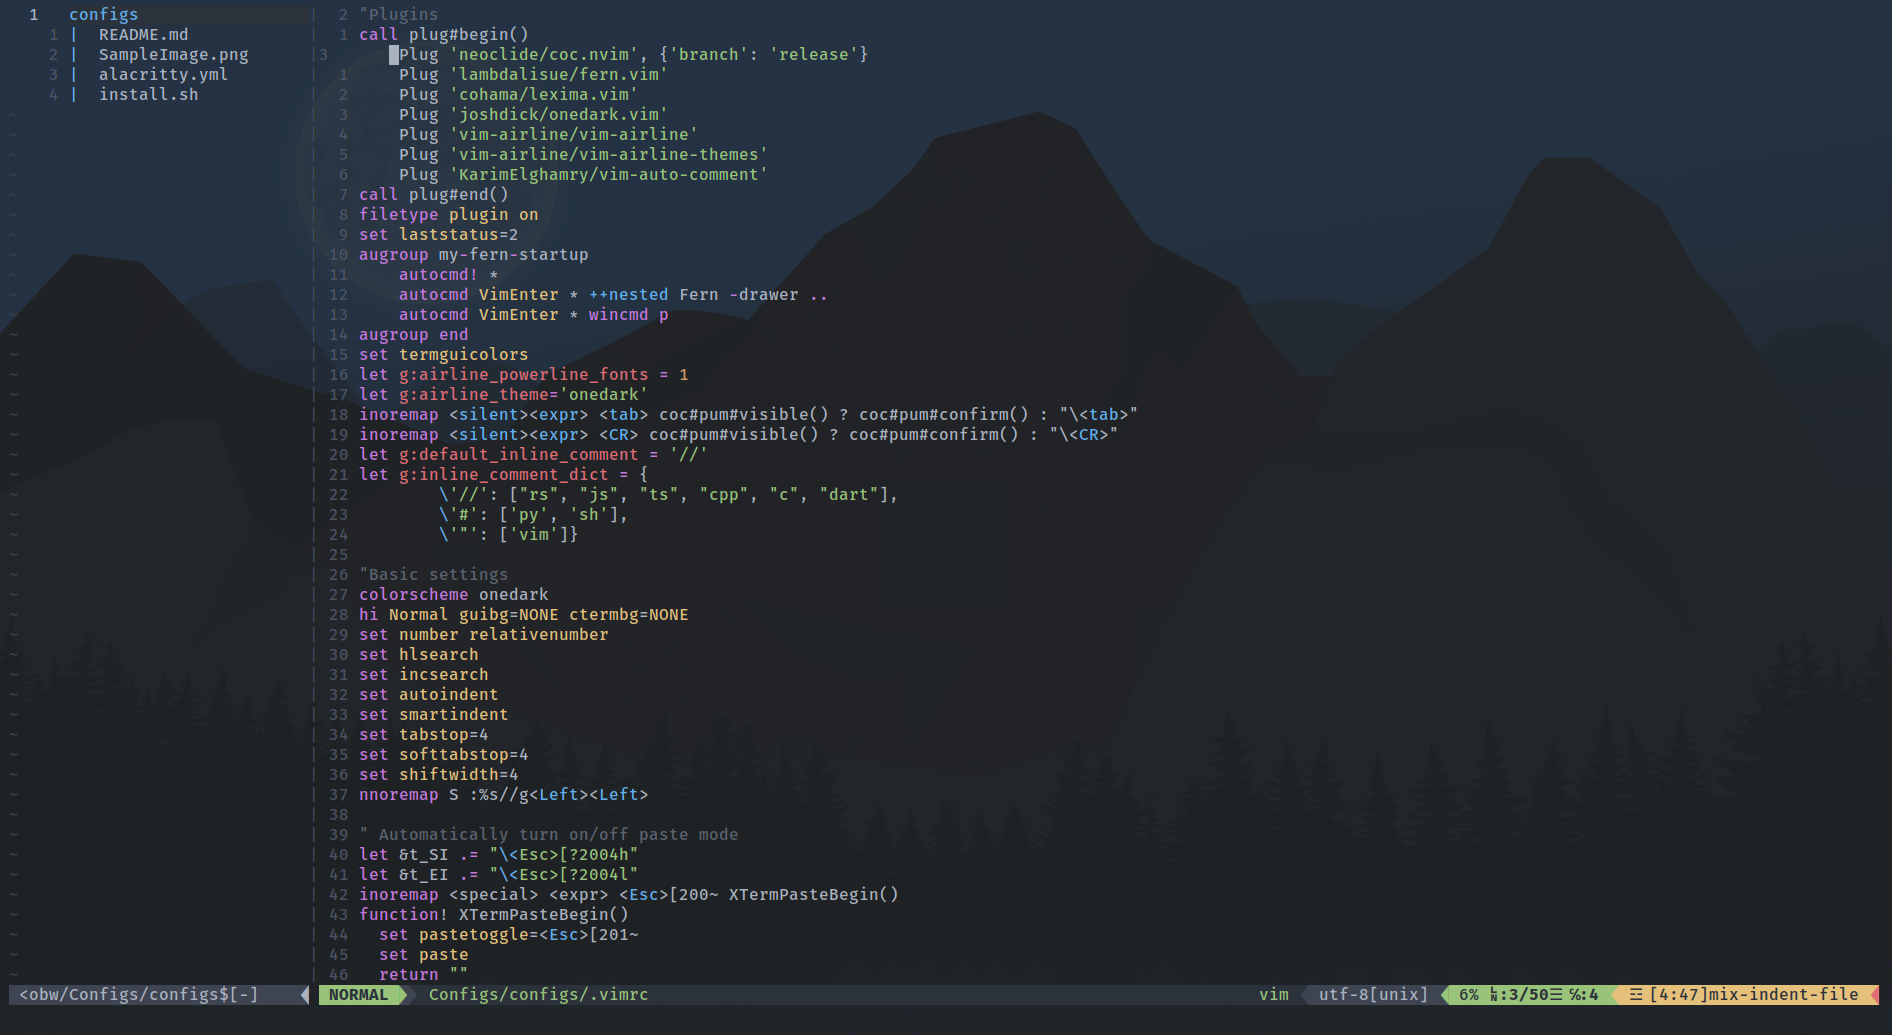 1   configs
1 |  README.md
2 |  SampleImage.png
3 |  alacritty.yml
4 |  install.sh
2 "Plugins
1 call plug#begin()
3     Plug 'neoclide/coc.nvim', {'branch': 'release'}
1     Plug 'lambdalisue/fern.vim'
2     Plug 'cohama/lexima.vim'
3     Plug 'joshdick/onedark.vim'
4     Plug 'vim-airline/vim-airline'
5     Plug 'vim-airline/vim-airline-themes'
6     Plug 'KarimElghamry/vim-auto-comment'
7 call plug#end()
8 filetype plugin on
9 set laststatus=2
10 augroup my-fern-startup
11     autocmd! *
12     autocmd VimEnter * ++nested Fern -drawer ..
13     autocmd VimEnter * wincmd p
14 augroup end
15 set termguicolors
16 let g:airline_powerline_fonts = 1
17 let g:airline_theme='onedark'
18 inoremap <silent><expr> <tab> coc#pum#visible() ? coc#pum#confirm() : "\<tab>"
19 inoremap <silent><expr> <CR> coc#pum#visible() ? coc#pum#confirm() : "\<CR>"
20 let g:default_inline_comment = '//'
21 let g:inline_comment_dict = {
22         \'//': ["rs", "js", "ts", "cpp", "c", "dart"],
23         \'#': ['py', 'sh'],
24         \'"': ['vim']}
25
26 "Basic settings
27 colorscheme onedark
28 hi Normal guibg=NONE ctermbg=NONE
29 set number relativenumber
30 set hlsearch
31 set incsearch
32 set autoindent
33 set smartindent
34 set tabstop=4
35 set softtabstop=4
36 set shiftwidth=4
37 nnoremap S :%s//g<Left><Left>
38
39 " Automatically turn on/off paste mode
40 let &t_SI .= "\<Esc>[?2004h"
41 let &t_EI .= "\<Esc>[?2004l"
42 inoremap <special> <expr> <Esc>[200~ XTermPasteBegin()
43 function! XTermPasteBegin()
44   set pastetoggle=<Esc>[201~
45   set paste
46   return ""
<obw/Configs/configs$[-]   NORMAL   Configs/configs/.vimrc   vim   utf-8[unix]   6% ㏑:3/50☰ ℅:4   ☲ [4:47]mix-indent-file